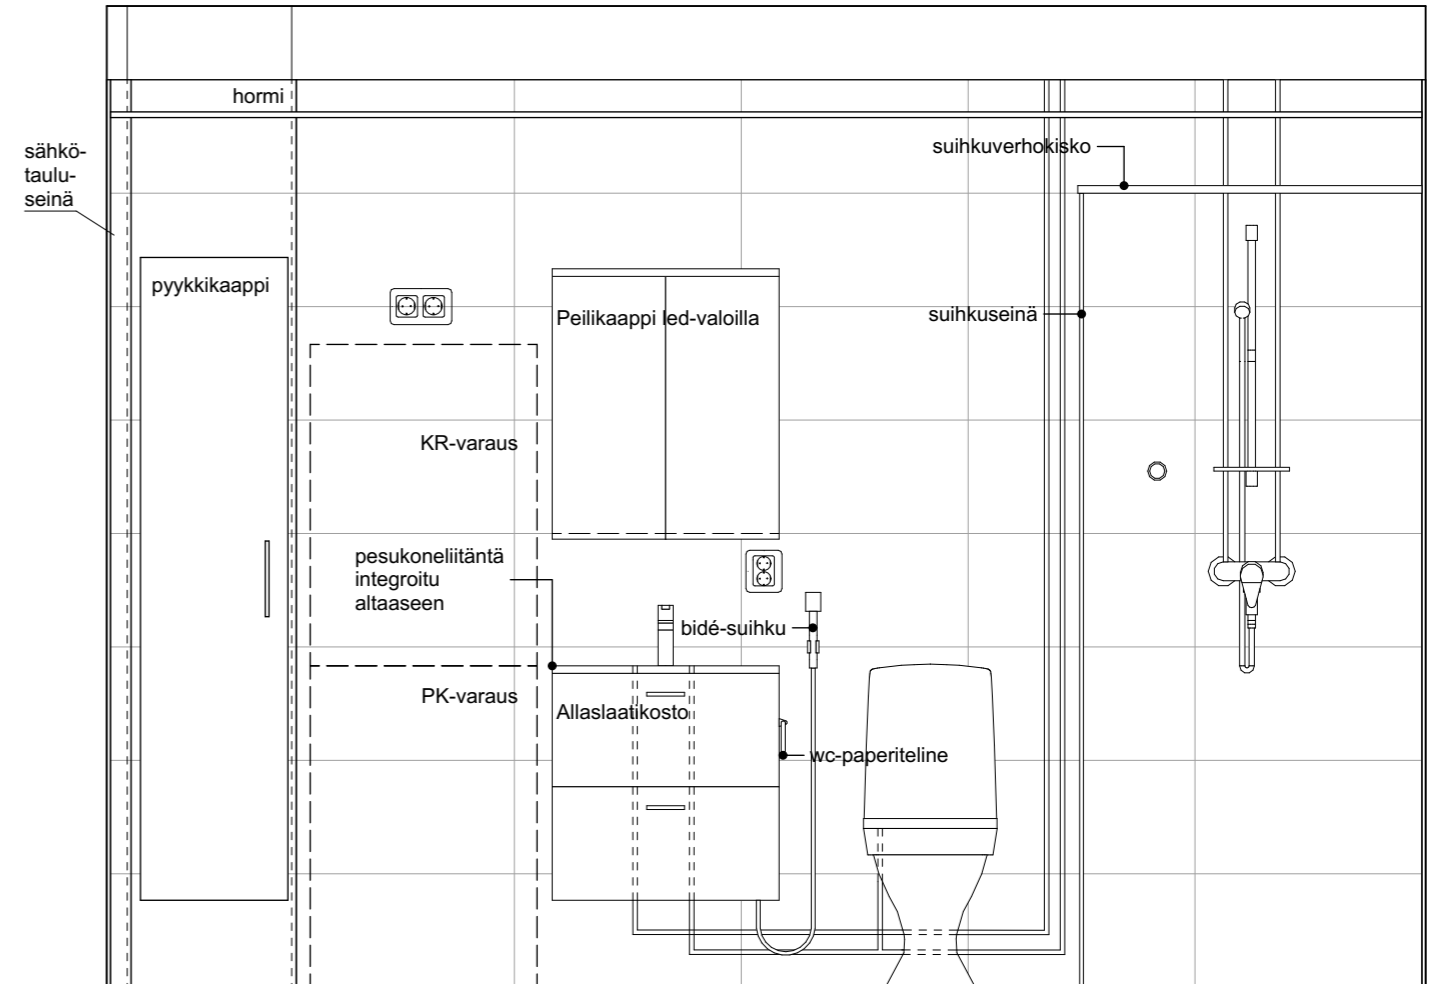 hormi
sähkö-
taulu-
seinä
suihkuverhokisko
pyykkikaappi
Peilikaappi led-valoilla
suihkuseinä
KR-varaus
pesukoneliitäntä
integroitu
altaaseen
bidé-suihku
PK-varaus
Allaslaatikosto
wc-paperiteline